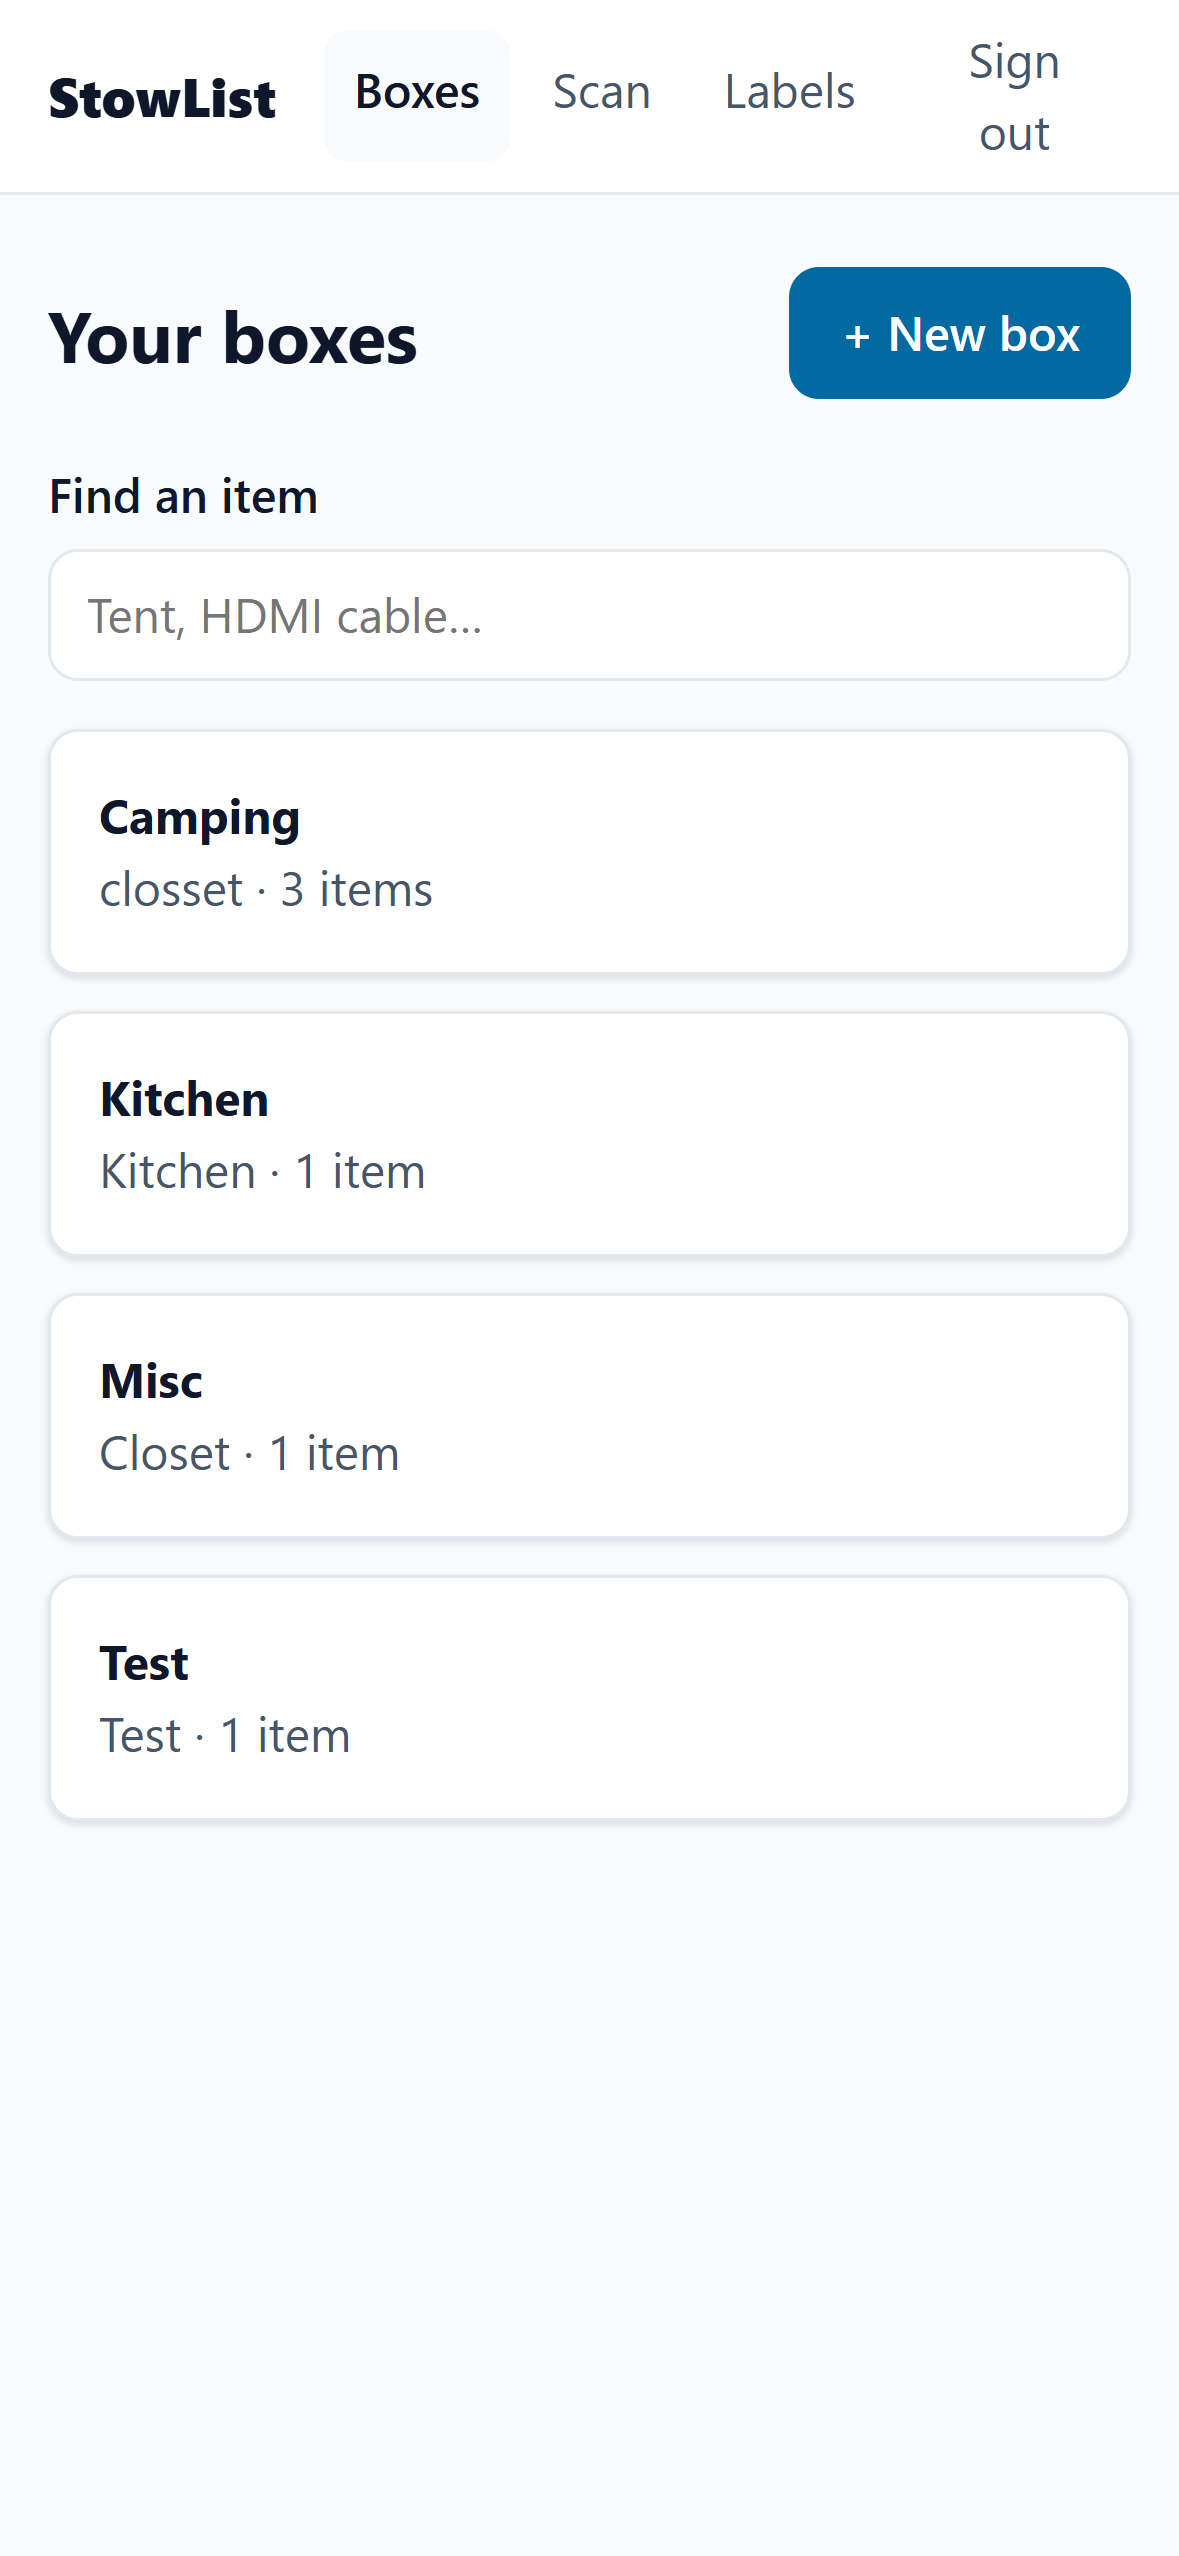 StowList Boxes Scan Labels Sign out
Your boxes + New box
Find an item
Tent, HDMI cable...
Camping
closset · 3 items
Kitchen
Kitchen · 1 item
Misc
Closet · 1 item
Test
Test · 1 item